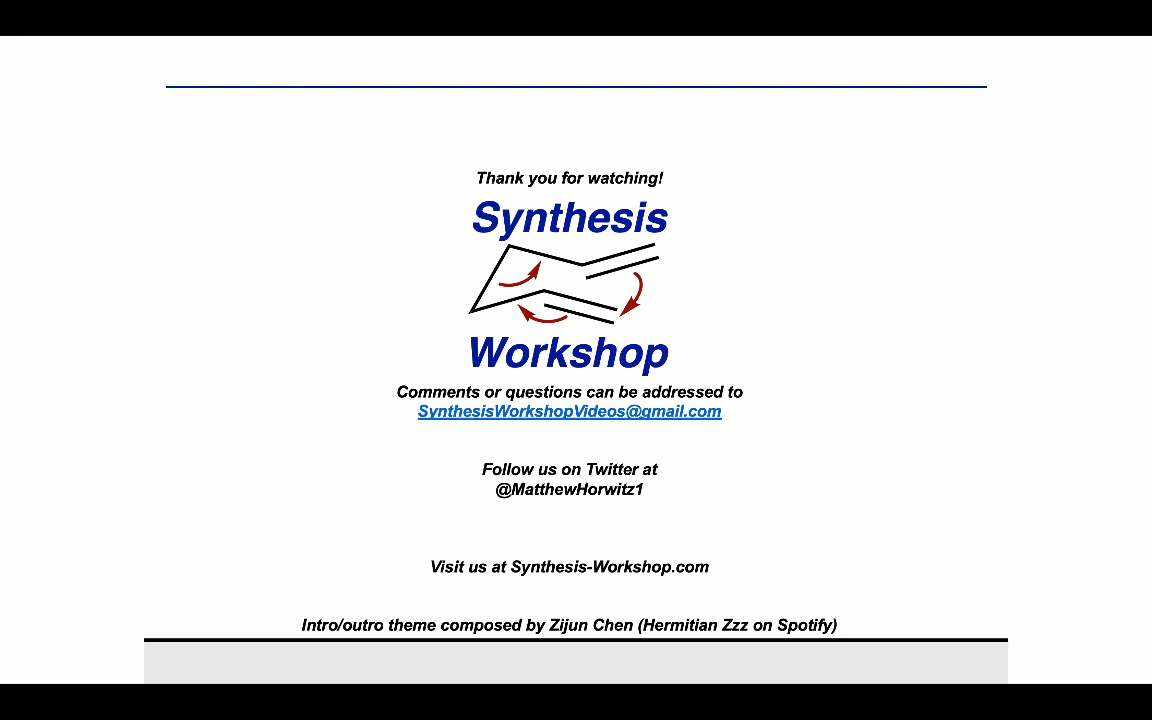 Thank you for watching!
Synthesis
Workshop
Comments or questions can be addressed to
SynthesisWorkshopVideos@gmail.com
Follow us on Twitter at
@MatthewHorwitz1
Visit us at Synthesis-Workshop.com
Intro/outro theme composed by Zijun Chen (Hermitian Zzz on Spotify)